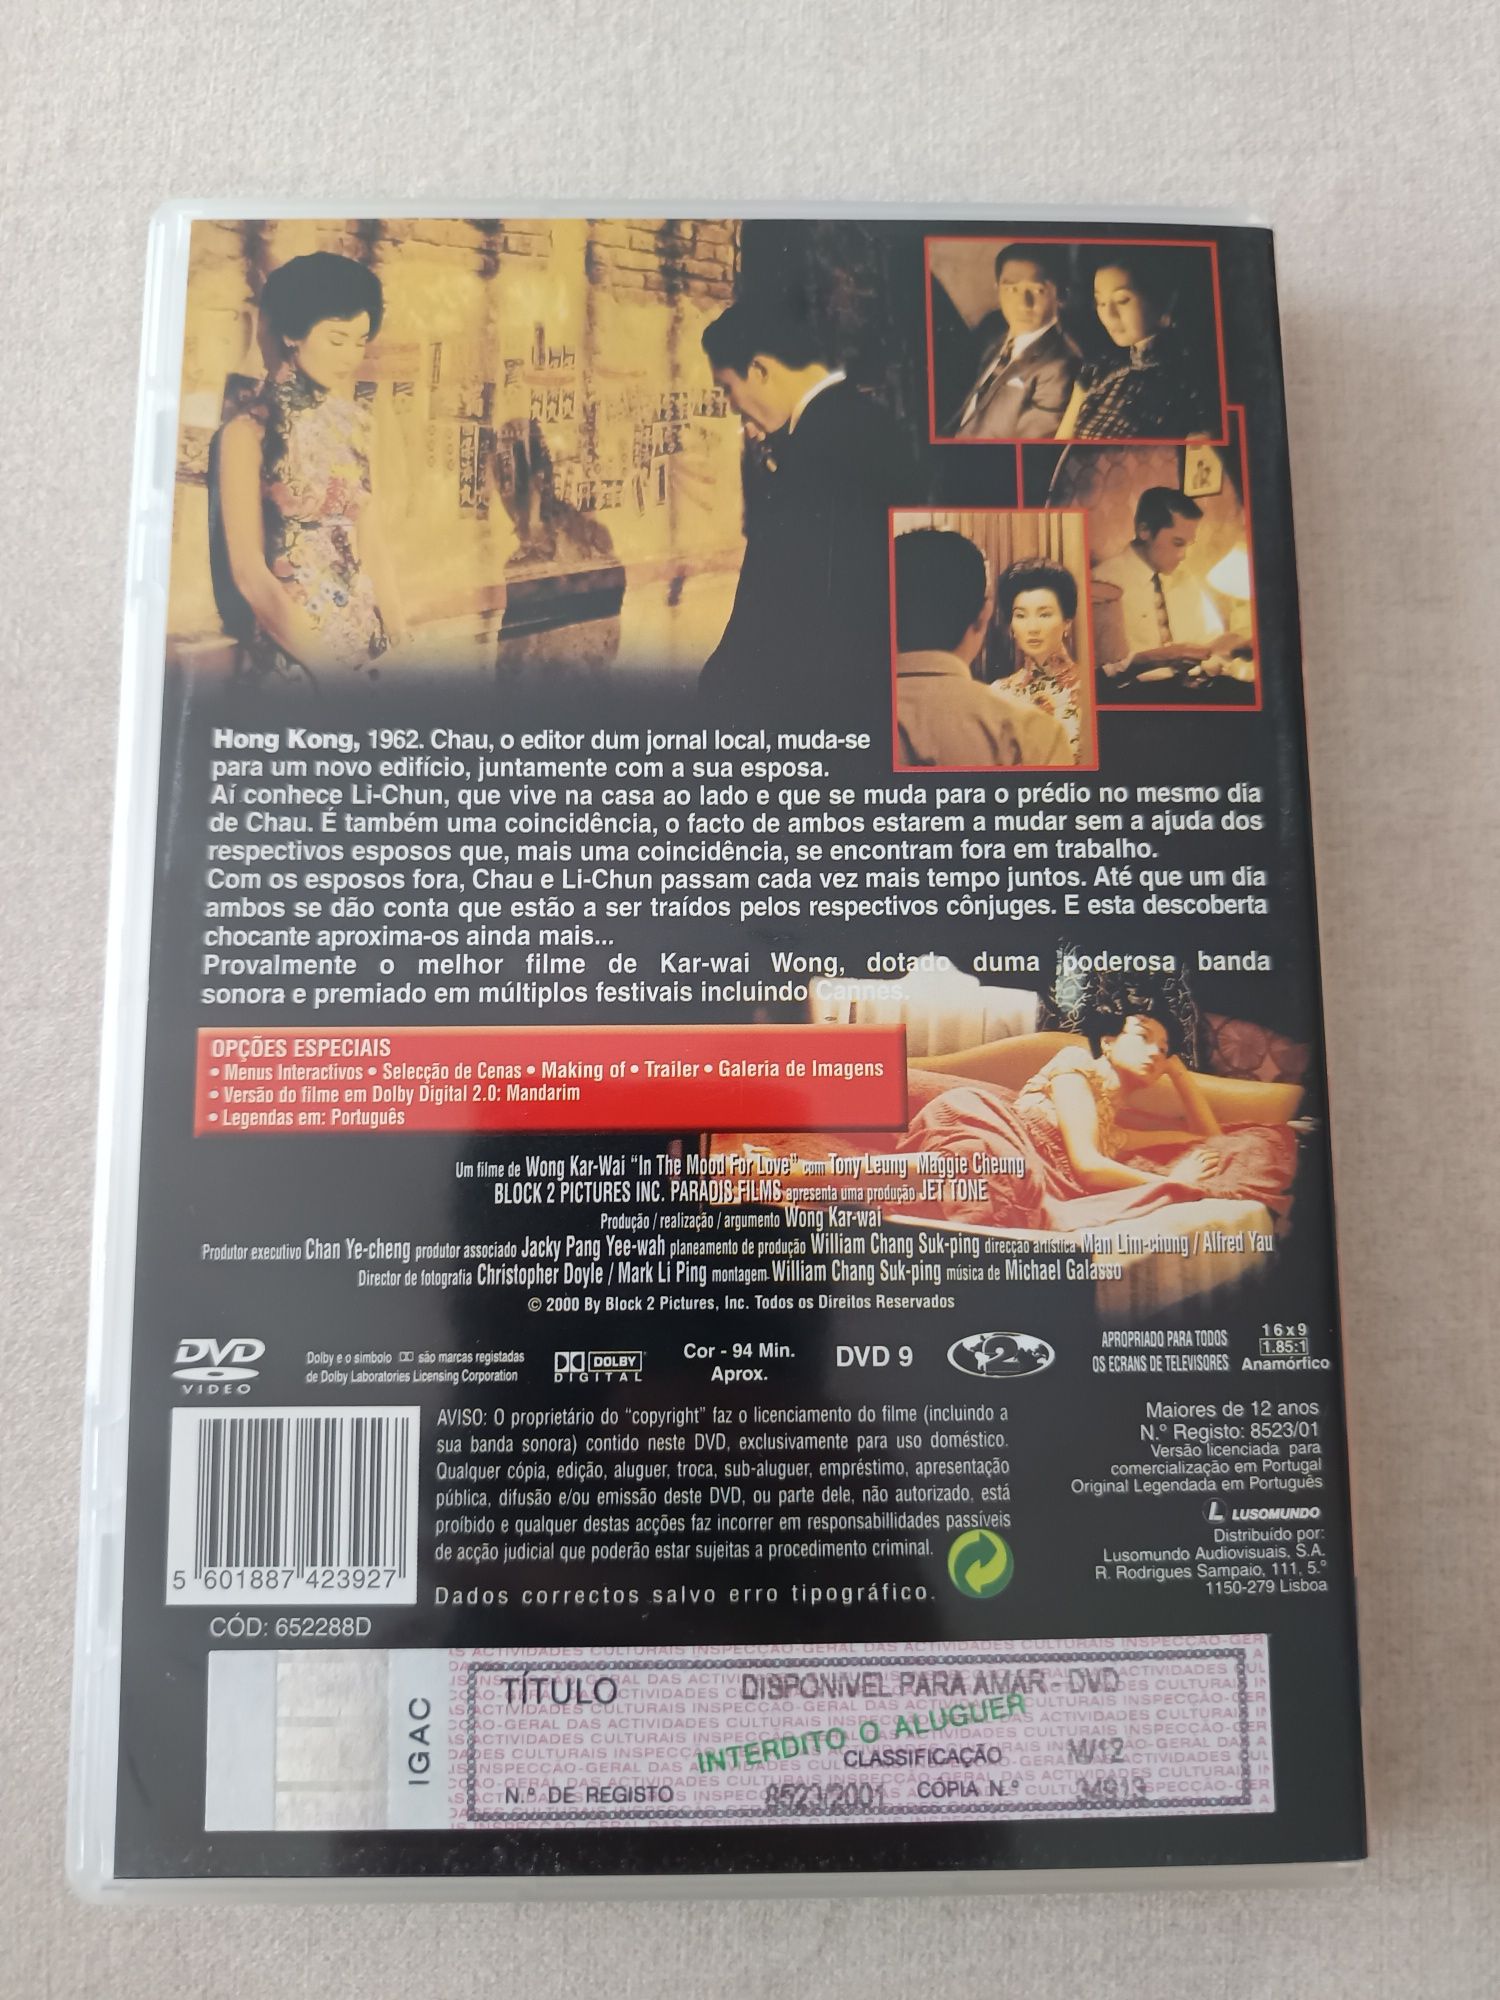 Hong Kong, 1962. Chau, o editor dum jornal local, muda-se
para um novo edifício, juntamente com a sua esposa.
Aí conhece Li-Chun, que vive na casa ao lado e que se muda para o prédio no mesmo dia
de Chau. É também uma coincidência, o facto de ambos estarem a mudar sem a ajuda dos
respectivos esposos que, mais uma coincidência, se encontram fora em trabalho.
Com os esposos fora, Chau e Li-Chun passam cada vez mais tempo juntos. Até que um dia
ambos se dão conta que estão a ser traídos pelos respectivos cônjuges. E esta descoberta
chocante aproxima-os ainda mais...
Provalmente o melhor filme de Kar-wai Wong, dotado duma poderosa banda
sonora e premiado em múltiplos festivais incluindo Cannes.
OPÇÕES ESPECIAIS
• Menus Interactivos • Selecção de Cenas • Making of • Trailer • Galeria de Imagens
• Versão do filme em Dolby Digital 2.0: Mandarim
• Legendas em: Português
Um filme de Wong Kar-Wai “In The Mood For Love” com Tony Leung Maggie Cheung
BLOCK 2 PICTURES INC. PARADIS FILMS apresenta uma produção JET TONE
Produção / realização / argumento Wong Kar-wai
Produtor executivo Chan Ye-cheng produtor associado Jacky Pang Yee-wah planeamento de produção William Chang Suk-ping direcção artística Man Lim-chung / Alfred Yau
Director de fotografia Christopher Doyle / Mark Li Ping montagem William Chang Suk-ping música de Michael Galasso
© 2000 By Block 2 Pictures, Inc. Todos os Direitos Reservados
DVD
VIDEO
Dolby e o simbolo são marcas registadas
de Dolby Laboratories Licensing Corporation
DOLBY
DIGITAL
Cor - 94 Min.
Aprox.
DVD 9
2
APROPRIADO PARA TODOS
OS ECRANS DE TELEVISORES
16x9
1.85:1
Anamórfico
AVISO: O proprietário do “copyright” faz o licenciamento do filme (incluindo a
sua banda sonora) contido neste DVD, exclusivamente para uso doméstico.
Qualquer cópia, edição, aluguer, troca, sub-aluguer, empréstimo, apresentação
pública, difusão e/ou emissão deste DVD, ou parte dele, não autorizado, está
proíbido e qualquer destas acções faz incorrer em responsabillidades passíveis
de acção judicial que poderão estar sujeitas a procedimento criminal.
Dados correctos salvo erro tipográfico.
Maiores de 12 anos
N.º Registo: 8523/01
Versão licenciada para
comercialização em Portugal
Original Legendada em Português
L LUSOMUNDO
Distribuído por:
Lusomundo Audiovisuais, S.A.
R. Rodrigues Sampaio, 111, 5.º
1150-279 Lisboa
5 601887 423927
CÓD: 652288D
IGAC
TÍTULO DISPONIVEL PARA AMAR - DVD
INTERDITO O ALUGUER
CLASSIFICAÇÃO M/12
N.º DE REGISTO 8523/2001 CÓPIA N.º 34913
INSPECÇÃO-GERAL DAS ACTIVIDADES CULTURAIS